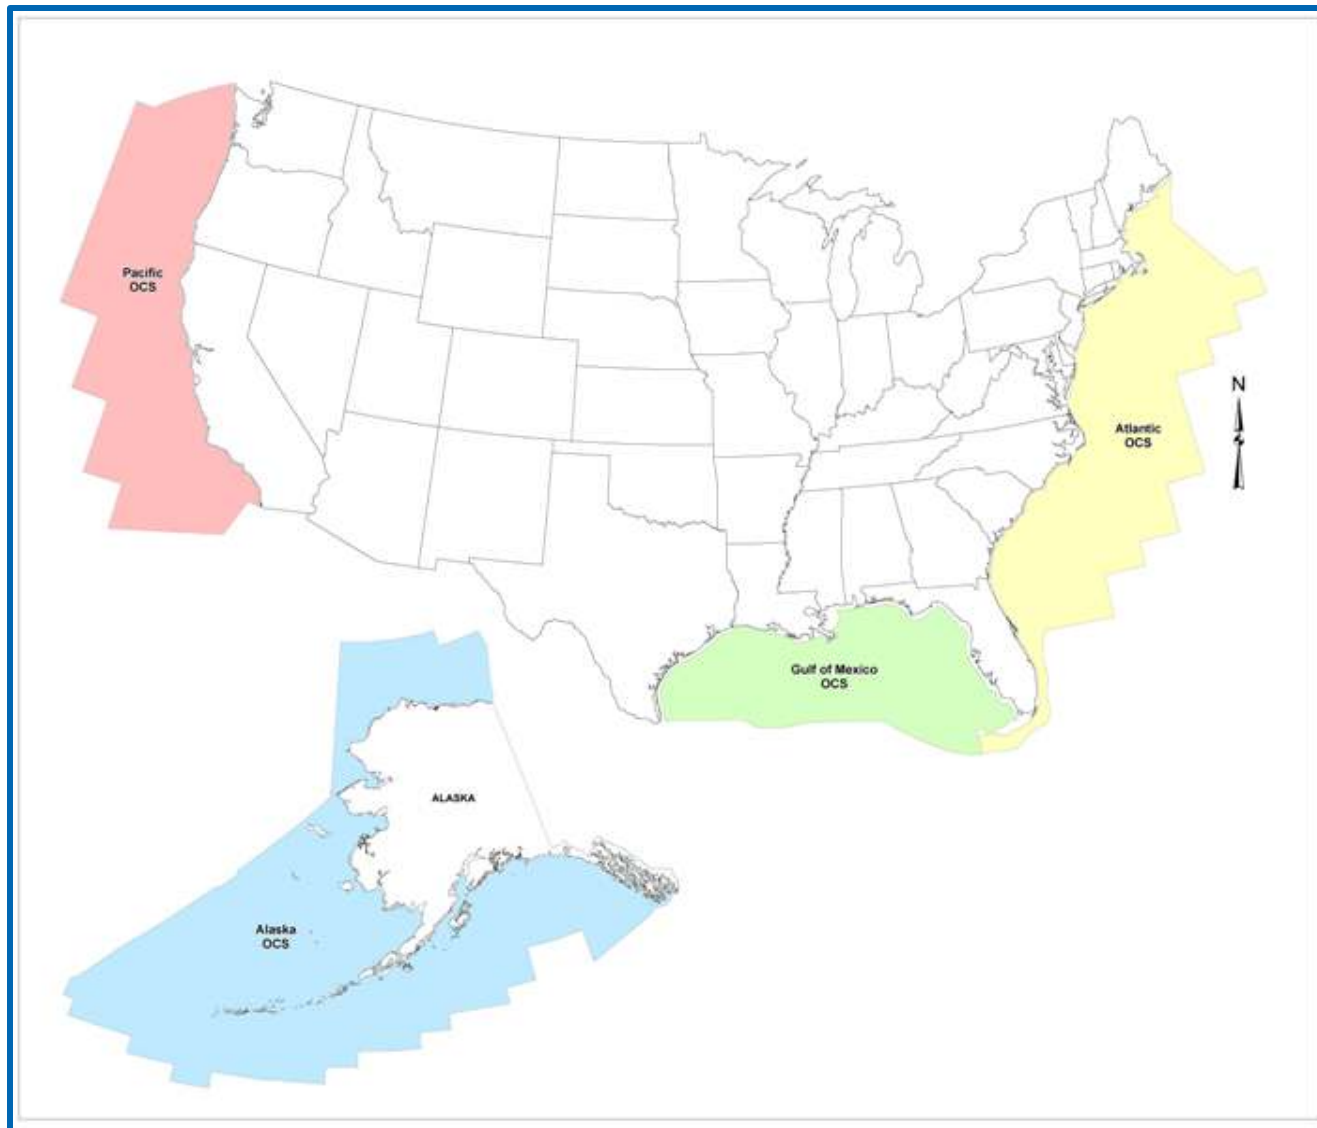 Pacific
OCS
N
Atlantic
OCS
Gulf of Mexico
OCS
ALASKA
Alaska
OCS